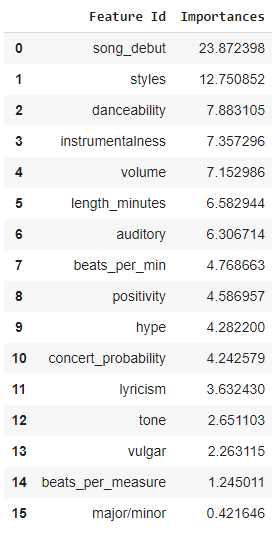 Feature Id Importances
0 song_debut 23.872398
1 styles 12.750852
2 danceability 7.883105
3 instrumentalness 7.357296
4 volume 7.152986
5 length_minutes 6.582944
6 auditory 6.306714
7 beats_per_min 4.768663
8 positivity 4.586957
9 hype 4.282200
10 concert_probability 4.242579
11 lyricism 3.632430
12 tone 2.651103
13 vulgar 2.263115
14 beats_per_measure 1.245011
15 major/minor 0.421646